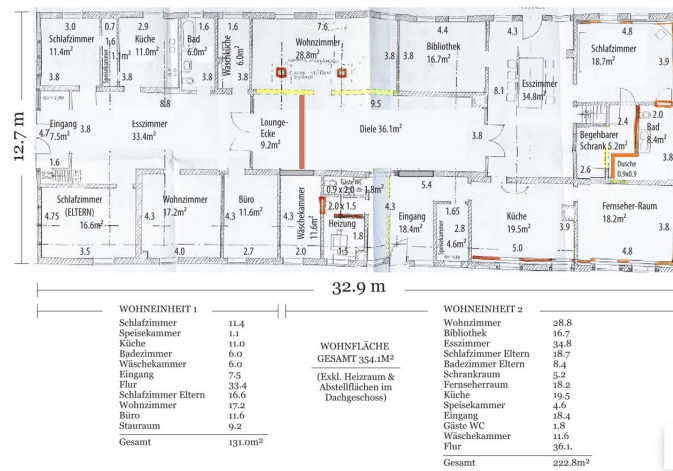 3.0
0.7
2.9
1.6
1.6
7.6
4.4
4.3
4.8
Schlafzimmer
11.4m²
1.6
Speisekammer
1.1m²
Küche
11.0m²
Bad
6.0m²
Waschküche
6.0m²
Wohnzimmer
28.8m²
3.8
Bibliothek
16.7m²
Schlafzimmer
18.7m²
3.9
3.8
3.8
3.8
3.8
3.8
Esszimmer
34.8m²
8.1
8.8
9.5
Eingang
7.5m²
4.7
3.8
Esszimmer
33.4m²
Lounge-
Ecke
9.2m²
Diele 36.1m²
3.8
2.4
2.0
Bad
8.4m²
Begehbarer
Schrank 5.2m²
3.8
1.6
2.6
Dusche
0.9x0.9
Gäste WC
0.9 x 2.0 = 1.8m²
5.4
Schlafzimmer
(ELTERN)
16.6m²
4.75
Wohnzimmer
17.2m²
4.3
Büro
11.6m²
4.3
4.3
Wäschekammer
11.6m²
2.0 x 1.5
Heizung
1.8
4.3
Eingang
18.4m²
1.65
2.8
Speisekammer
4.6m²
Küche
19.5m²
3.9
Fernseher-Raum
18.2m²
3.8
3.5
4.0
2.7
2.0
1.5
5.0
4.8
12.7 m
32.9 m
WOHNEINHEIT 1
Schlafzimmer 11.4
Speisekammer 1.1
Küche 11.0
Badezimmer 6.0
Wäschekammer 6.0
Eingang 7.5
Flur 33.4
Schlafzimmer Eltern 16.6
Wohnzimmer 17.2
Büro 11.6
Stauraum 9.2
Gesamt 131.0m²
WOHNFLÄCHE
GESAMT 354.1M²
(Exkl. Heizraum &
Abstellflächen im
Dachgeschoss)
WOHNEINHEIT 2
Wohnzimmer 28.8
Bibliothek 16.7
Esszimmer 34.8
Schlafzimmer Eltern 18.7
Badezimmer Eltern 8.4
Schrankraum 5.2
Fernseherraum 18.2
Küche 19.5
Speisekammer 4.6
Eingang 18.4
Gäste WC 1.8
Wäschekammer 11.6
Flur 36.1.
Gesamt 222.8m²